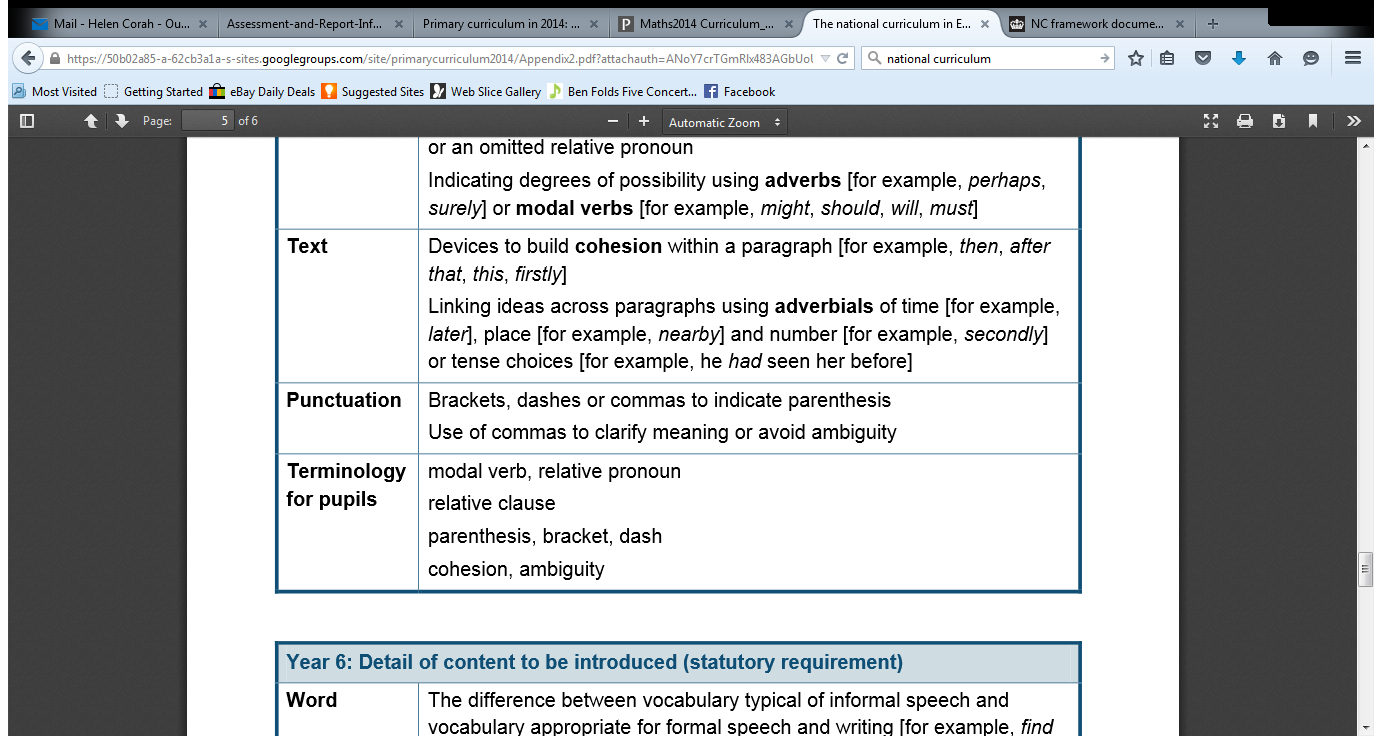 Mail - Helen Corah - Ou... Assessment-and-Report-Inf... Primary curriculum in 2014: ... Maths2014 Curriculum_... The national curriculum in E... NC framework docume...
https://50b02a85-a-62cb3a1a-s-sites.googlegroups.com/site/primarycurriculum2014/Appendix2.pdf?attachauth=ANoY7crTGmRlx483AGbUoU national curriculum
Most Visited Getting Started eBay Daily Deals Suggested Sites Web Slice Gallery Ben Folds Five Concert... Facebook
Page: 5 of 6 Automatic Zoom
or an omitted relative pronoun
Indicating degrees of possibility using adverbs [for example, perhaps,
surely] or modal verbs [for example, might, should, will, must]
Text Devices to build cohesion within a paragraph [for example, then, after
that, this, firstly]
Linking ideas across paragraphs using adverbials of time [for example,
later], place [for example, nearby] and number [for example, secondly]
or tense choices [for example, he had seen her before]
Punctuation Brackets, dashes or commas to indicate parenthesis
Use of commas to clarify meaning or avoid ambiguity
Terminology modal verb, relative pronoun
for pupils relative clause
parenthesis, bracket, dash
cohesion, ambiguity
Year 6: Detail of content to be introduced (statutory requirement)
Word The difference between vocabulary typical of informal speech and
vocabulary appropriate for formal speech and writing [for example, find